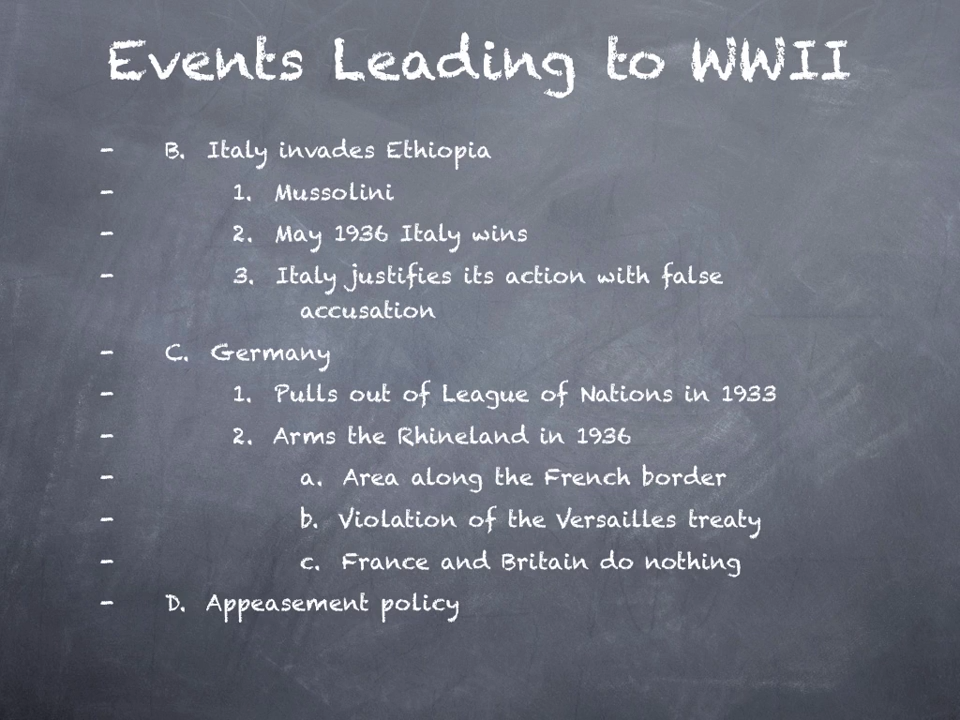 Events Leading to WWII
- B. Italy invades Ethiopia
- 1. Mussolini
- 2. May 1936 Italy wins
- 3. Italy justifies its action with false
accusation
- C. Germany
- 1. Pulls out of League of Nations in 1933
- 2. Arms the Rhineland in 1936
- a. Area along the French border
- b. Violation of the Versailles treaty
- c. France and Britain do nothing
- D. Appeasement policy